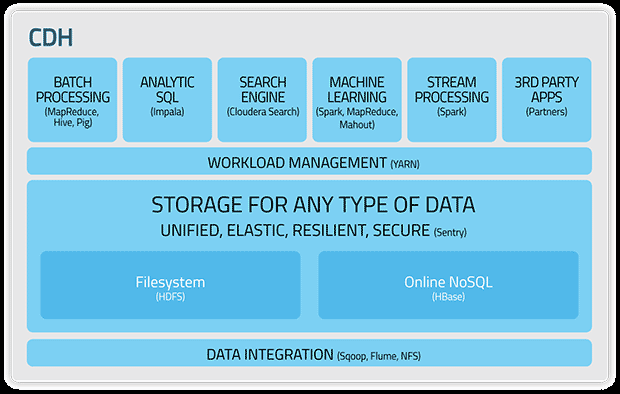 CDH
BATCH
PROCESSING
(MapReduce,
Hive, Pig)
ANALYTIC
SQL
(Impala)
SEARCH
ENGINE
(Cloudera Search)
MACHINE
LEARNING
(Spark, MapReduce,
Mahout)
STREAM
PROCESSING
(Spark)
3RD PARTY
APPS
(Partners)
WORKLOAD MANAGEMENT (YARN)
STORAGE FOR ANY TYPE OF DATA
UNIFIED, ELASTIC, RESILIENT, SECURE (Sentry)
Filesystem
(HDFS)
Online NoSQL
(HBase)
DATA INTEGRATION (Sqoop, Flume, NFS)